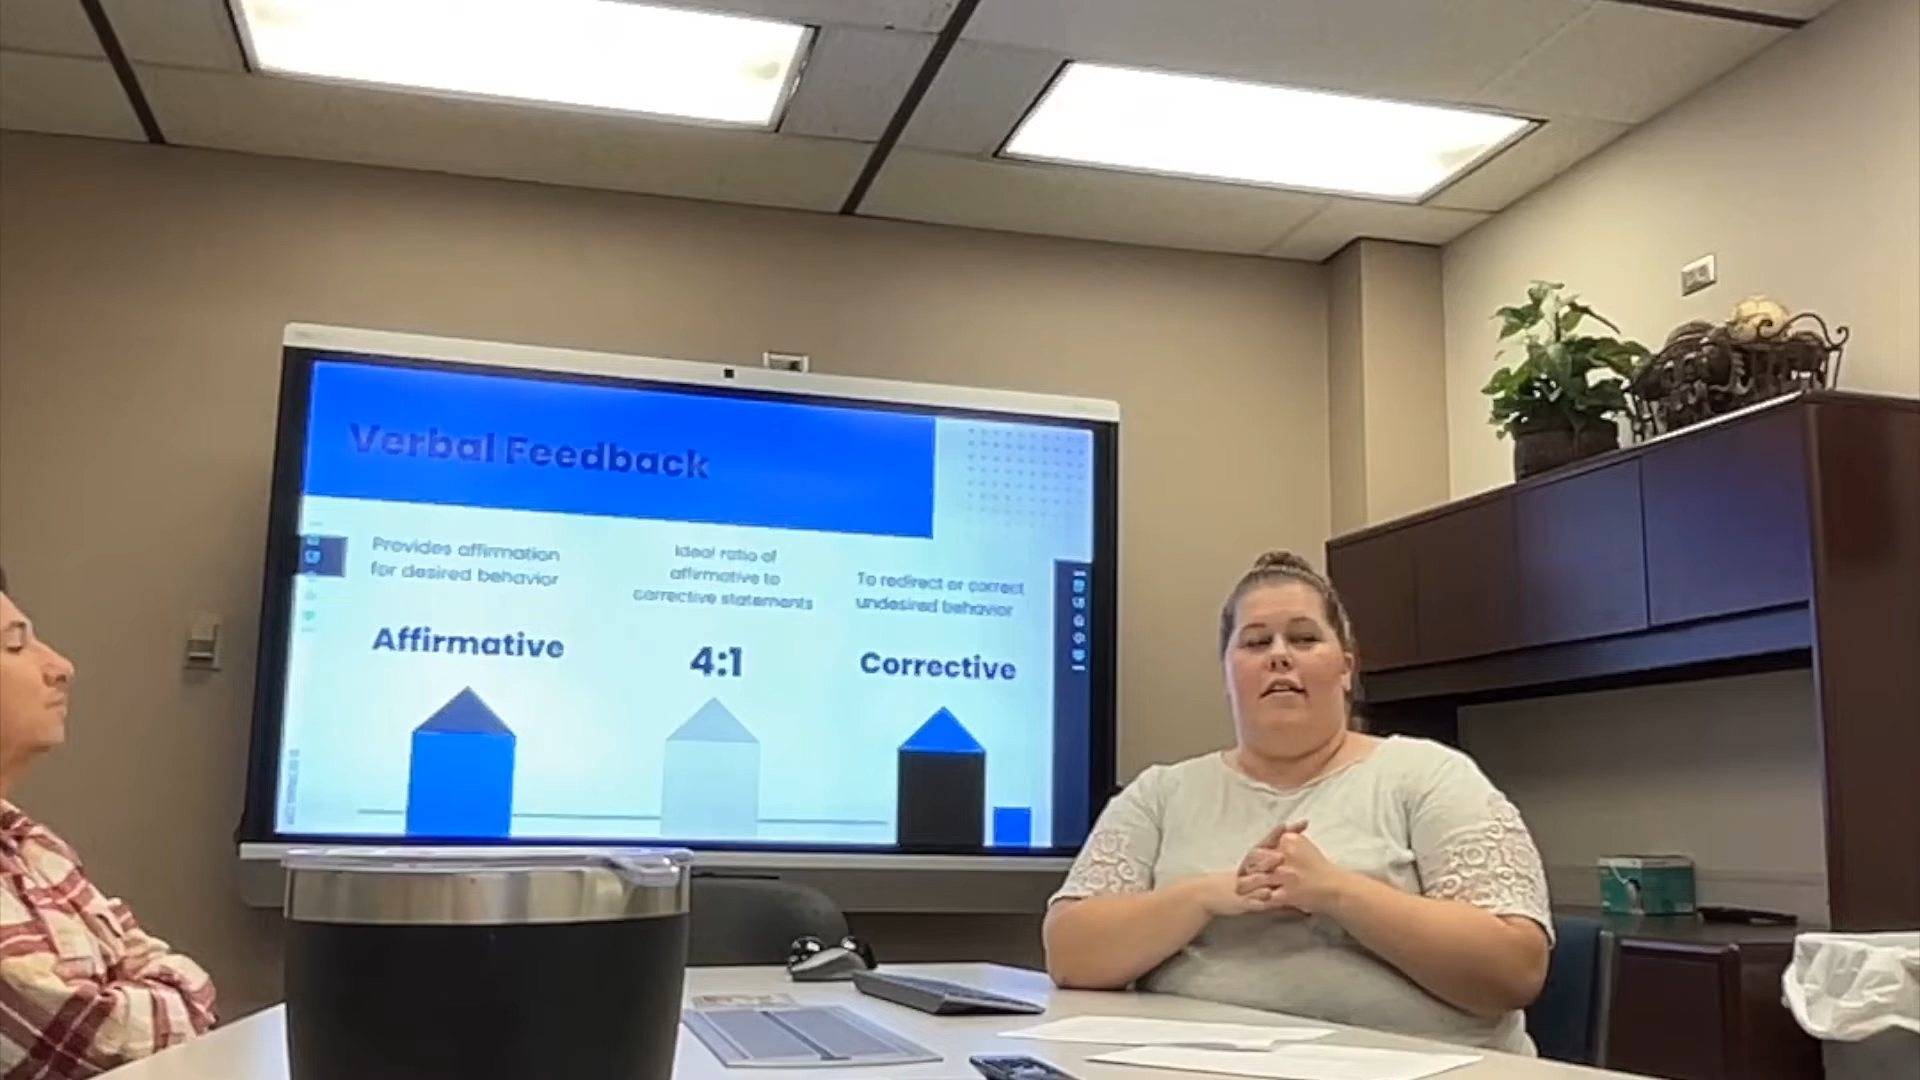 Verbal Feedback
Provides affirmation
for desired behavior
Affirmative
Ideal ratio of
affirmative to
corrective statements
4:1
To redirect or correct
undesired behavior
Corrective